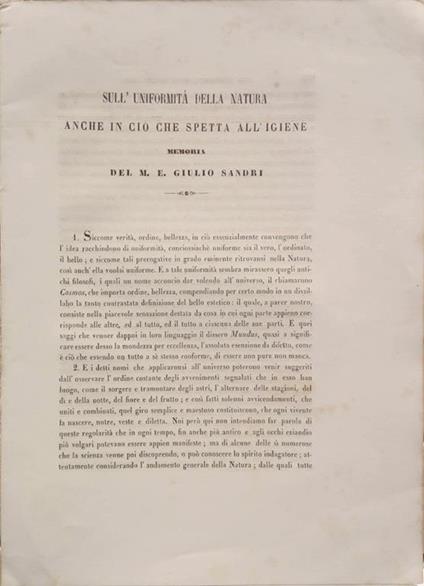 SULL' UNIFORMITÁ DELLA NATURA
ANCHE IN CIO CHE SPETTA ALL'IGIENE
MEMORIA
DEL M. E. GIULIO SANDRI
1. Siccome verità, ordine, bellezza, in ciò essenzialmente convengono che
l' idea racchiudono di uniformità, conciossiachè uniforme sia il vero, l'ordinato,
il bello; e siccome tali prerogative in grado eminente ritrovansi nella Natura,
così anch' ella vuolsi uniforme. E a tale uniformità sembra mirassero quegli anti-
chi filosofi, i quali un nome acconcio dar volendo all' universo, il chiamarono
Cosmos, che importa ordine, bellezza, compendiando per certo modo in un dissil-
labo la tanto contrastata definizione del bello estetico: il quale, a parer nostro,
consiste nella piacevole sensazione destata da cosa in cui ogni parte appieno cor-
risponde alle altre, ed al tutto, ed il tutto a ciascuna delle sue parti. E quei
saggi che venner dappoi in loro linguaggio il dissero Mundus, quasi a signifi-
care essere desso la mondezza per eccellenza, l'assoluta esenzione da difetto, come
è ciò che essendo un tutto a sè stesso conforme, di essere uno pure non manca.
2. E i detti nomi che applicaronsi all' universo poterono venir suggeriti
dall' osservare l' ordine costante degli avvenimenti segnalati che in esso han
luogo, come il sorgere e tramontare degli astri, l' alternare delle stagioni, del
dì e della notte, del fiore e del frutto; e così fatti solenni avvicendamenti, che
uniti e combinati, quel giro semplice e maestoso costituiscono, che ogni vivente
fa nascere, nutre, veste e diletta. Noi però qui non intendiamo far parola di
queste regolarità che in ogni tempo, fin anche più antico e agli occhi eziandio
più volgari potevano essere appien manifeste; ma di alcune delle sì numerose
che la scienza venne poi discoprendo, o può conoscere lo spirito indagatore; at-
tentamente considerando l' andamento generale della Natura; dalle quali tutte